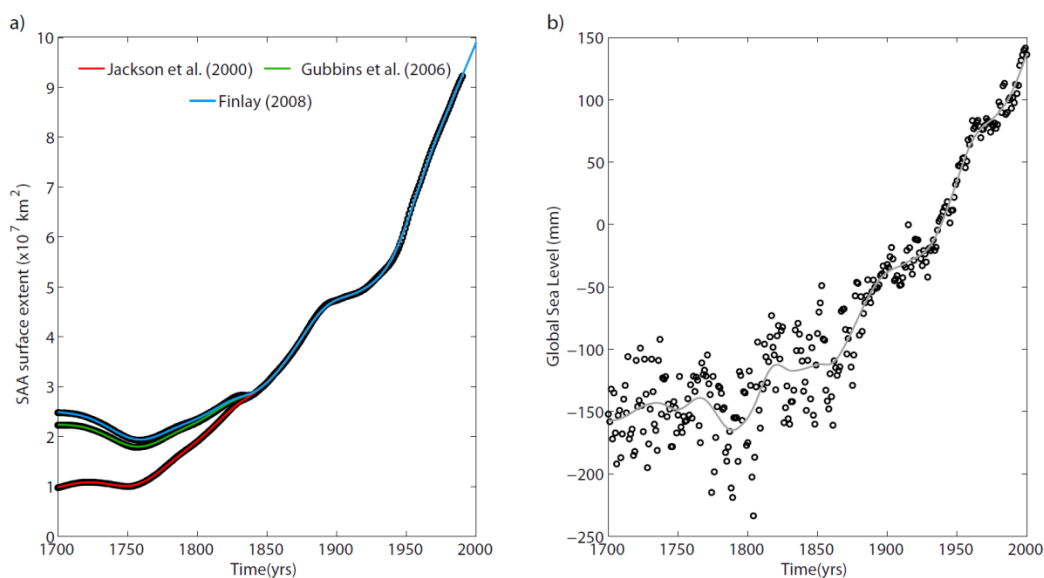 a)
10
9
8
7
6
5
4
3
2
1
0
SAA surface extent (x10⁷ km²)
Jackson et al. (2000)
Gubbins et al. (2006)
Finlay (2008)
1700 1750 1800 1850 1900 1950 2000
Time(yrs)
b)
150
100
50
0
−50
−100
−150
−200
−250
Global Sea Level (mm)
1700 1750 1800 1850 1900 1950 2000
Time(yrs)